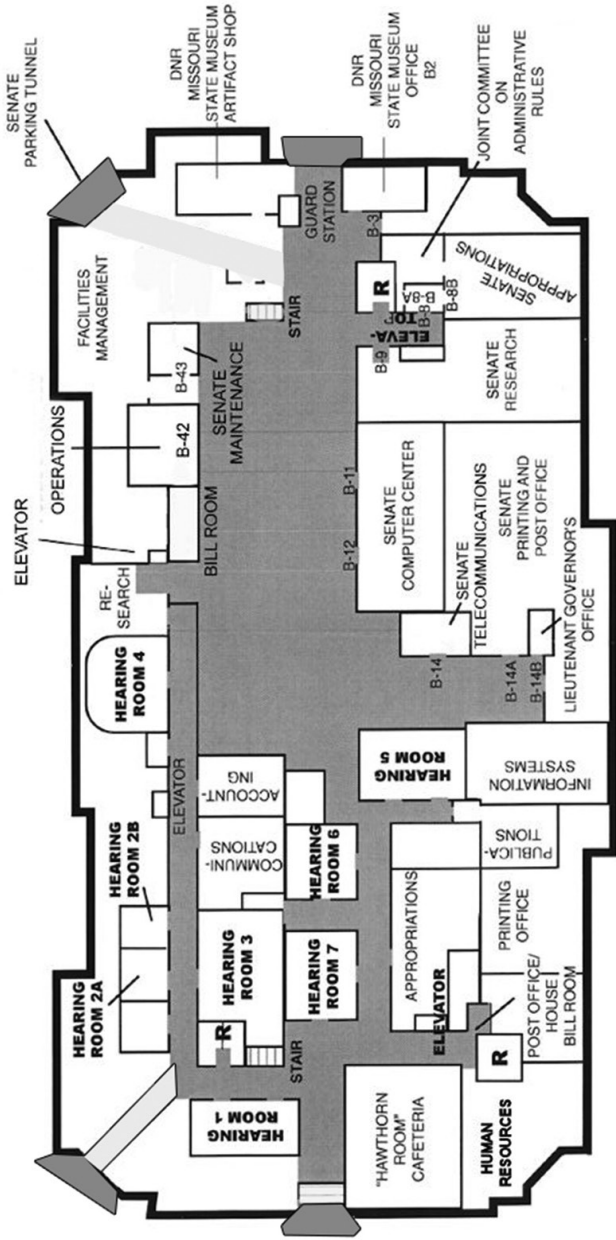 SENATE
PARKING TUNNEL
DNR
MISSOURI
STATE MUSEUM
ARTIFACT SHOP
DNR
MISSOURI
STATE MUSEUM
OFFICE
B2
JOINT COMMITTEE
ON
ADMINISTRATIVE
RULES
FACILITIES
MANAGEMENT
GUARD
STATION
B-3
STAIR
R
B-8A
B-8
B-8B
SENATE
APPROPRIATIONS
ELEVA-
TOR
B-9
B-43
SENATE
MAINTENANCE
SENATE
RESEARCH
OPERATIONS
B-42
B-11
ELEVATOR
BILL ROOM
B-12
SENATE
COMPUTER CENTER
SENATE
PRINTING AND
POST OFFICE
RE-
SEARCH
SENATE
TELECOMMUNICATIONS
HEARING
ROOM 4
B-14
B-14A
B-14B
LIEUTENANT GOVERNOR'S
OFFICE
ELEVATOR
ACCOUNT-
ING
HEARING
ROOM 5
INFORMATION
SYSTEMS
HEARING
ROOM 2B
COMMUNI-
CATIONS
HEARING
ROOM 6
PUBLICA-
TIONS
HEARING
ROOM 2A
HEARING
ROOM 3
HEARING
ROOM 7
APPROPRIATIONS
PRINTING
OFFICE
R
STAIR
ELEVATOR
R
POST OFFICE/
HOUSE
BILL ROOM
HEARING
ROOM 1
"HAWTHORN
ROOM"
CAFETERIA
HUMAN
RESOURCES